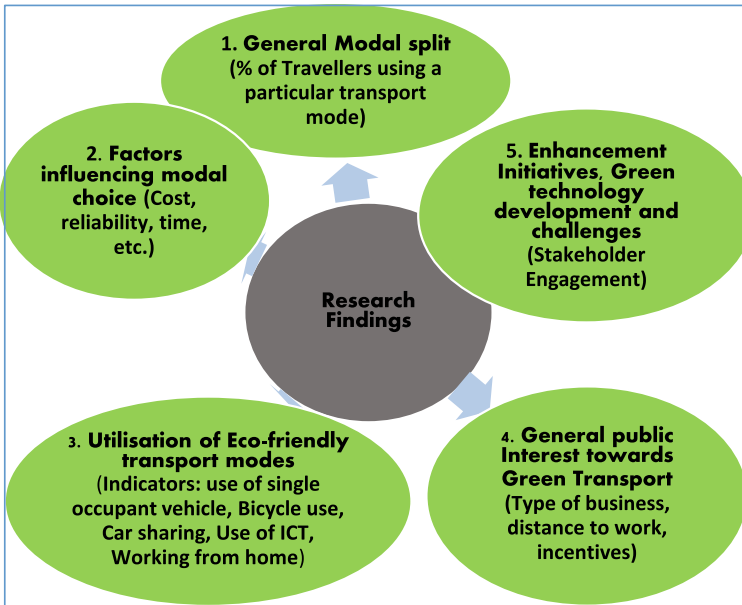 1. General Modal split
(% of Travellers using a
particular transport
mode)
2. Factors
influencing modal
choice (Cost,
reliability, time,
etc.)
5. Enhancement
Initiatives, Green
technology
development and
challenges
(Stakeholder
Engagement)
Research
Findings
3. Utilisation of Eco-friendly
transport modes
(Indicators: use of single
occupant vehicle, Bicycle use,
Car sharing, Use of ICT,
Working from home)
4. General public
Interest towards
Green Transport
(Type of business,
distance to work,
incentives)